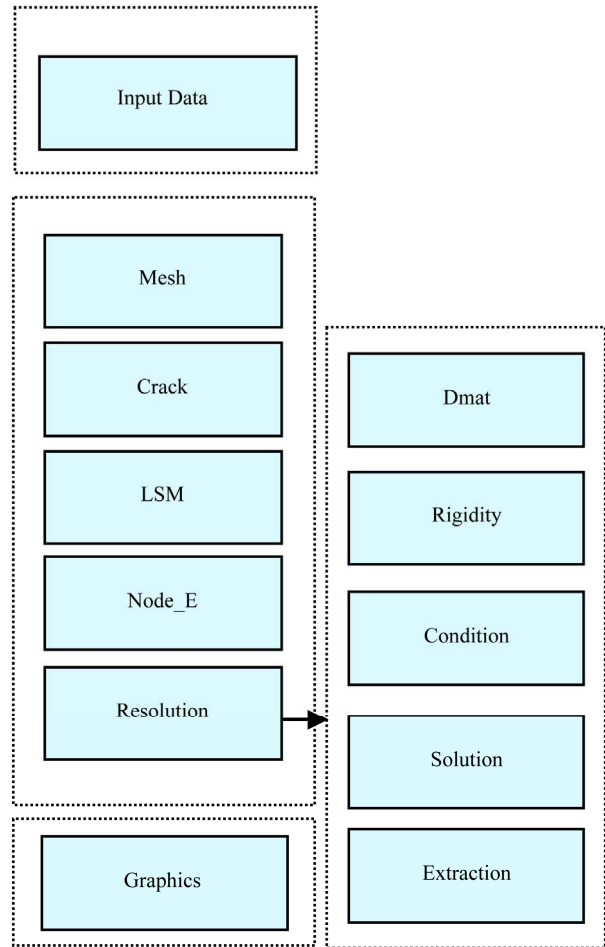 Input Data
Mesh
Crack
LSM
Node_E
Resolution
Graphics
Dmat
Rigidity
Condition
Solution
Extraction